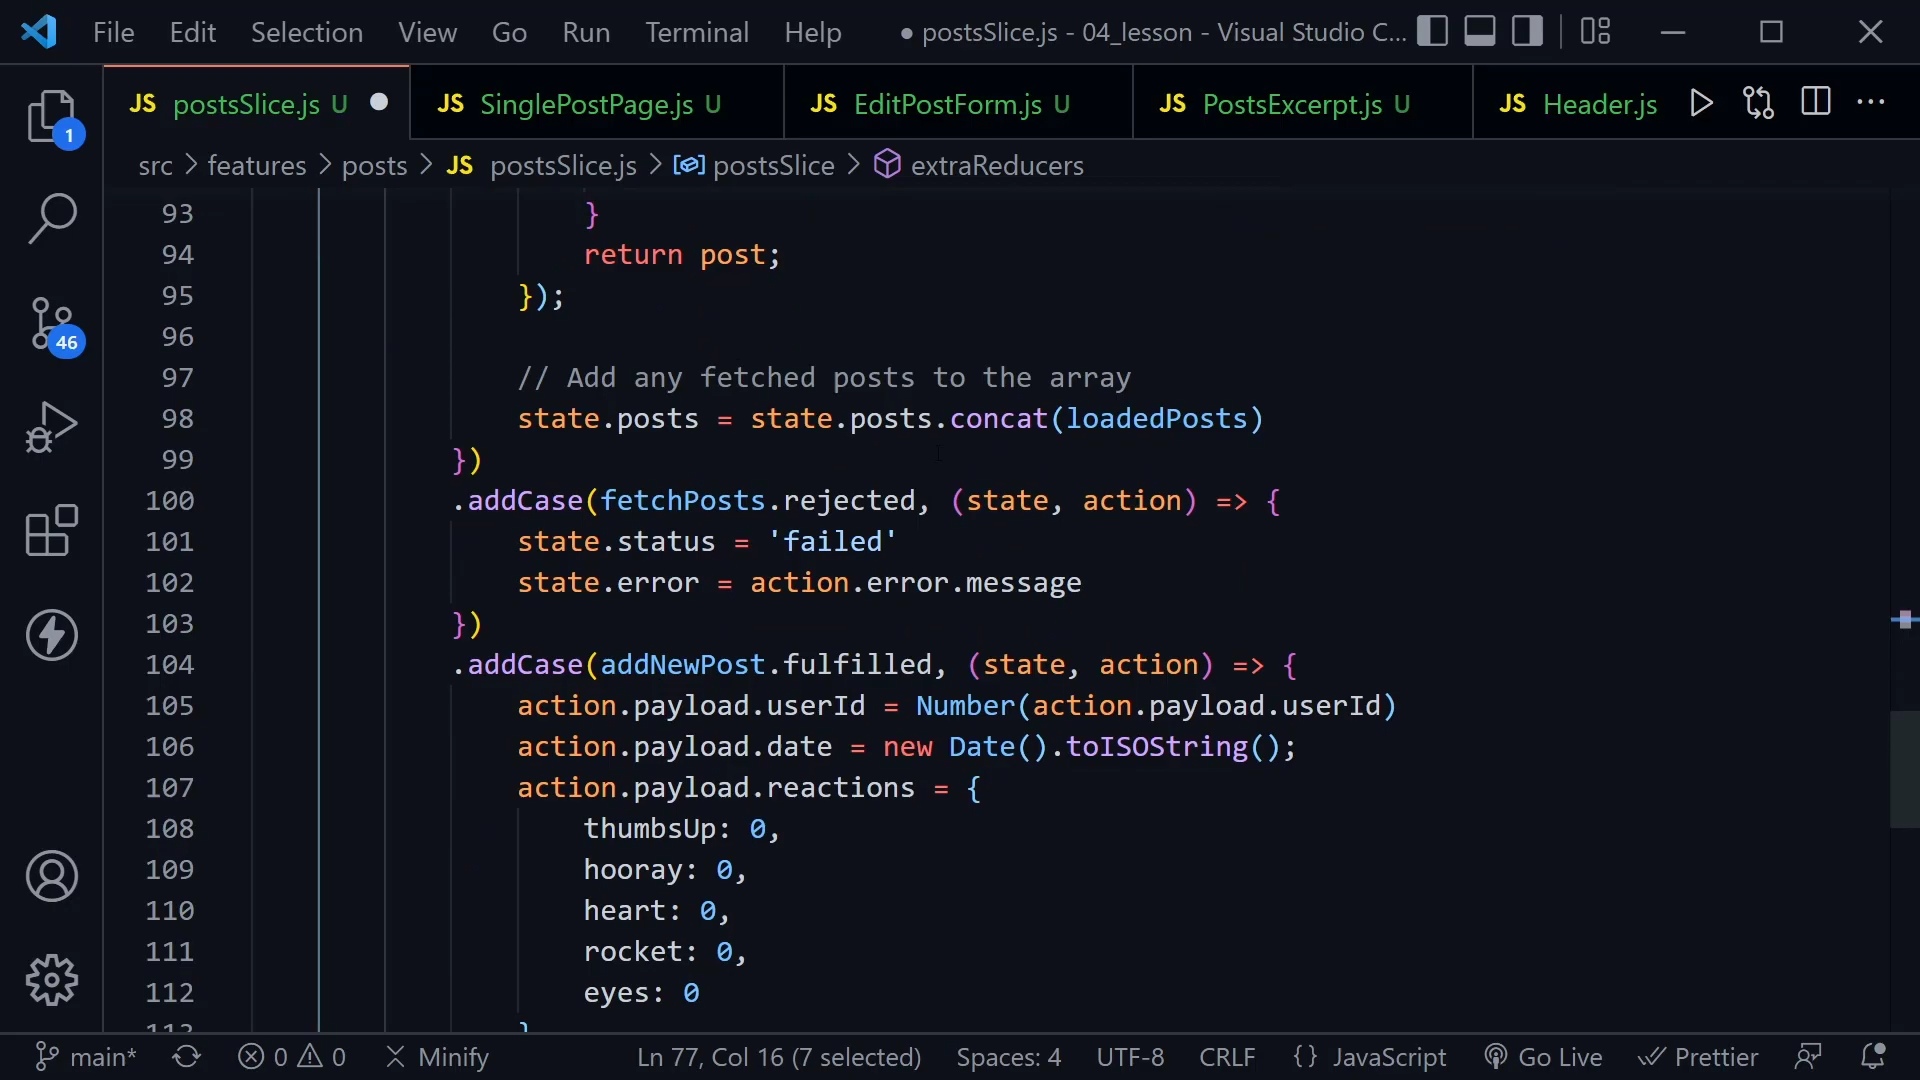 File Edit Selection View Go Run Terminal Help ● postsSlice.js - 04_lesson - Visual Studio C...
JS postsSlice.js U ● JS SinglePostPage.js U JS EditPostForm.js U JS PostsExcerpt.js U JS Header.js ...
src > features > posts > JS postsSlice.js > postsSlice > extraReducers
1
46
93 }
94 return post;
95 });
96
97 // Add any fetched posts to the array
98 state.posts = state.posts.concat(loadedPosts)
99 })
100 .addCase(fetchPosts.rejected, (state, action) => {
101 state.status = 'failed'
102 state.error = action.error.message
103 })
104 .addCase(addNewPost.fulfilled, (state, action) => {
105 action.payload.userId = Number(action.payload.userId)
106 action.payload.date = new Date().toISOString();
107 action.payload.reactions = {
108 thumbsUp: 0,
109 hooray: 0,
110 heart: 0,
111 rocket: 0,
112 eyes: 0
113 }
main* 0 0 Minify Ln 77, Col 16 (7 selected) Spaces: 4 UTF-8 CRLF {} JavaScript Go Live Prettier